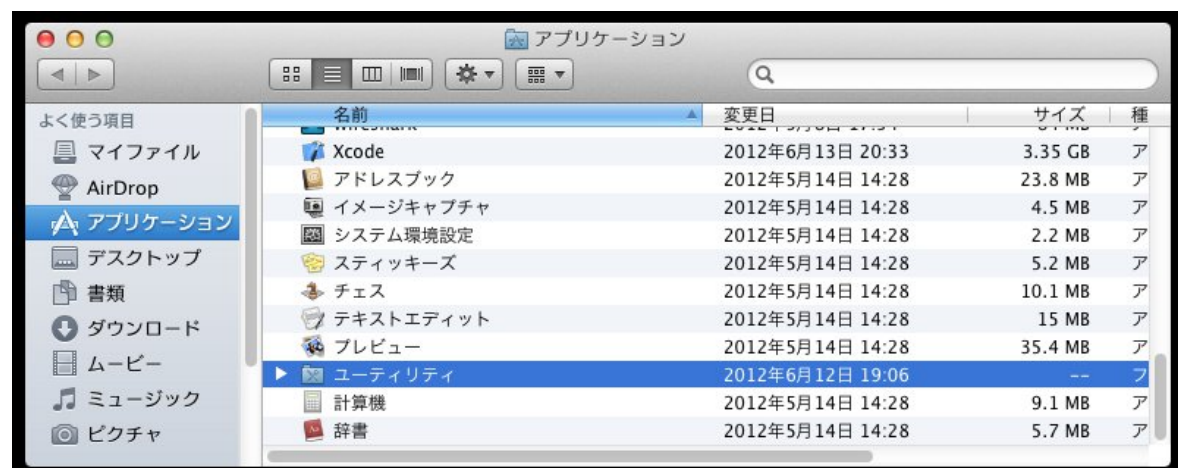 アプリケーション
よく使う項目
マイファイル
AirDrop
アプリケーション
デスクトップ
書類
ダウンロード
ムービー
ミュージック
ピクチャ
名前 変更日 サイズ 種
Xcode 2012年6月13日 20:33 3.35 GB ア
アドレスブック 2012年5月14日 14:28 23.8 MB ア
イメージキャプチャ 2012年5月14日 14:28 4.5 MB ア
システム環境設定 2012年5月14日 14:28 2.2 MB ア
スティッキーズ 2012年5月14日 14:28 5.2 MB ア
チェス 2012年5月14日 14:28 10.1 MB ア
テキストエディット 2012年5月14日 14:28 15 MB ア
プレビュー 2012年5月14日 14:28 35.4 MB ア
ユーティリティ 2012年6月12日 19:06 -- フ
計算機 2012年5月14日 14:28 9.1 MB ア
辞書 2012年5月14日 14:28 5.7 MB ア